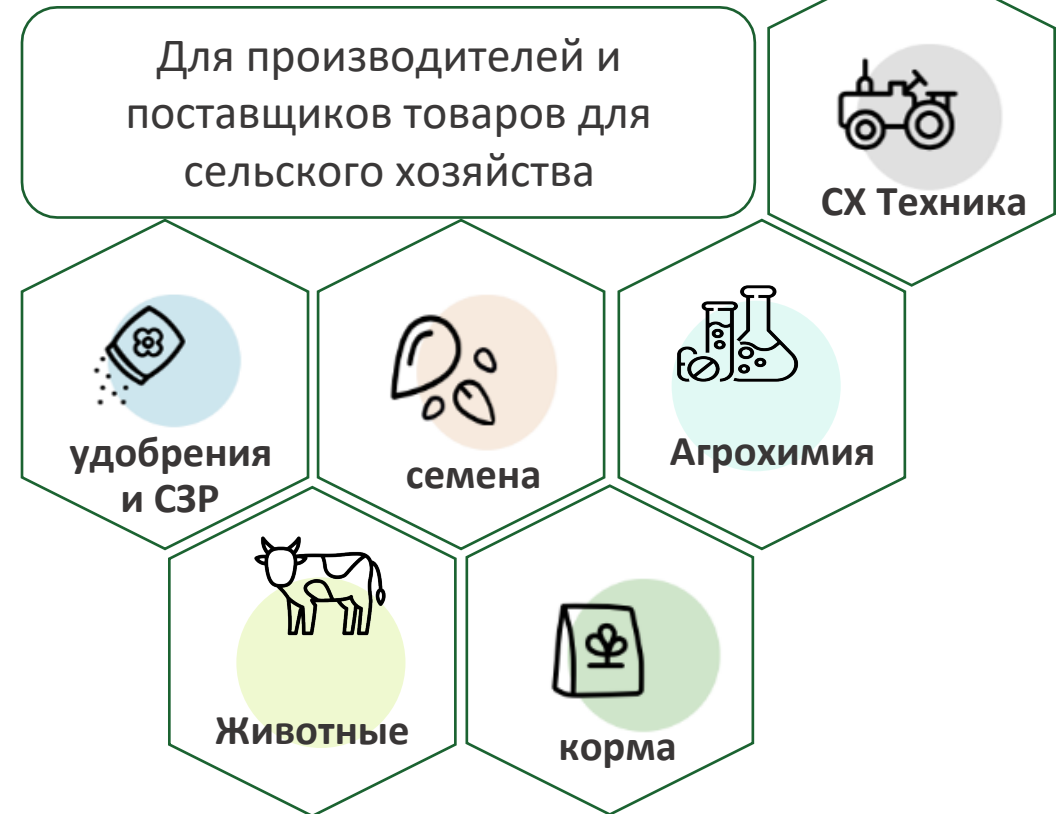 Для производителей и
поставщиков товаров для
сельского хозяйства
СХ Техника
удобрения
и СЗР
семена
Агрохимия
Животные
корма